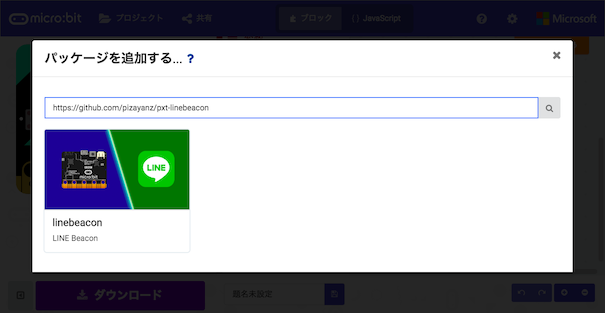 micro:bit
プロジェクト
共有
ブロック
{} JavaScript
Microsoft
パッケージを追加する... ?
https://github.com/pizayanz/pxt-linebeacon
LINE
linebeacon
LINE Beacon
ダウンロード
題名未設定